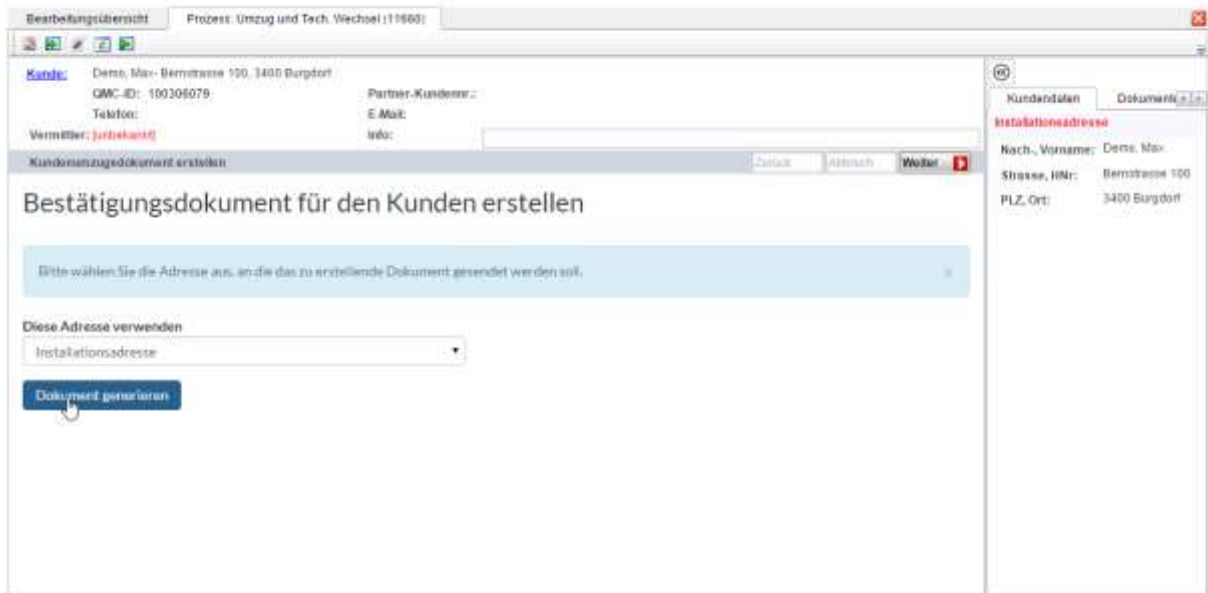 Bearbeitungsübersicht
Prozess: Umzug und Tech. Wechsel (11660)
Kunde: Demo, Max- Bernstrasse 100, 3400 Burgdorf
QMC-ID: 100306079 Partner-Kundennr.:
Telefon: E-Mail:
Vermittler: [unbekannt] Info:
Kundenumzugsdokument erstellen
Zurück Abbruch Weiter
Bestätigungsdokument für den Kunden erstellen
Bitte wählen Sie die Adresse aus, an die das zu erstellende Dokument gesendet werden soll. ×
Diese Adresse verwenden
Installationsadresse
Dokument generieren
Kundendaten Dokumente
Installationsadresse
Nach-, Vorname: Demo, Max
Strasse, HNr: Bernstrasse 100
PLZ, Ort: 3400 Burgdorf